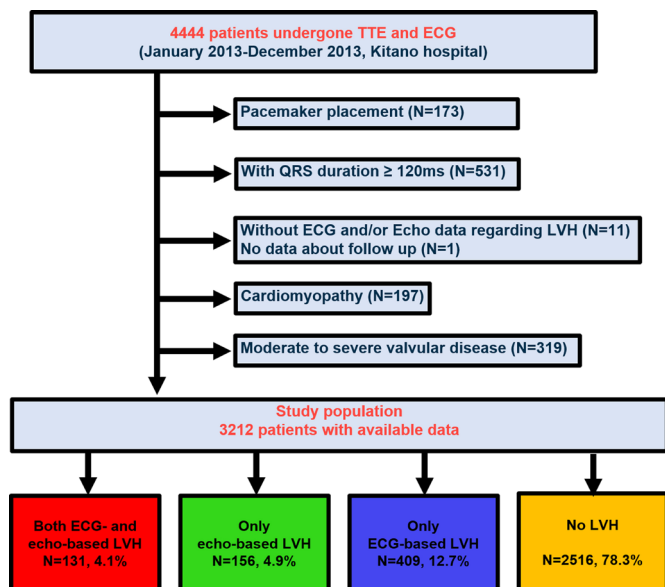 4444 patients undergone TTE and ECG
(January 2013-December 2013, Kitano hospital)
Pacemaker placement (N=173)
With QRS duration ≥ 120ms (N=531)
Without ECG and/or Echo data regarding LVH (N=11)
No data about follow up (N=1)
Cardiomyopathy (N=197)
Moderate to severe valvular disease (N=319)
Study population
3212 patients with available data
Both ECG- and
echo-based LVH
N=131, 4.1%
Only
echo-based LVH
N=156, 4.9%
Only
ECG-based LVH
N=409, 12.7%
No LVH
N=2516, 78.3%